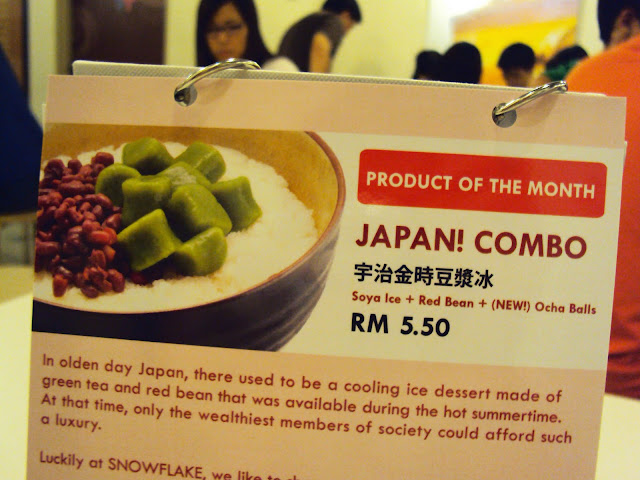 PRODUCT OF THE MONTH
JAPAN! COMBO
宇治金時豆漿冰
Soya Ice + Red Bean + (NEW!) Ocha Balls
RM 5.50
In olden day Japan, there used to be a cooling ice dessert made of
green tea and red bean that was available during the hot summertime.
At that time, only the wealthiest members of society could afford such
a luxury.
Luckily at SNOWFLAKE, we like to